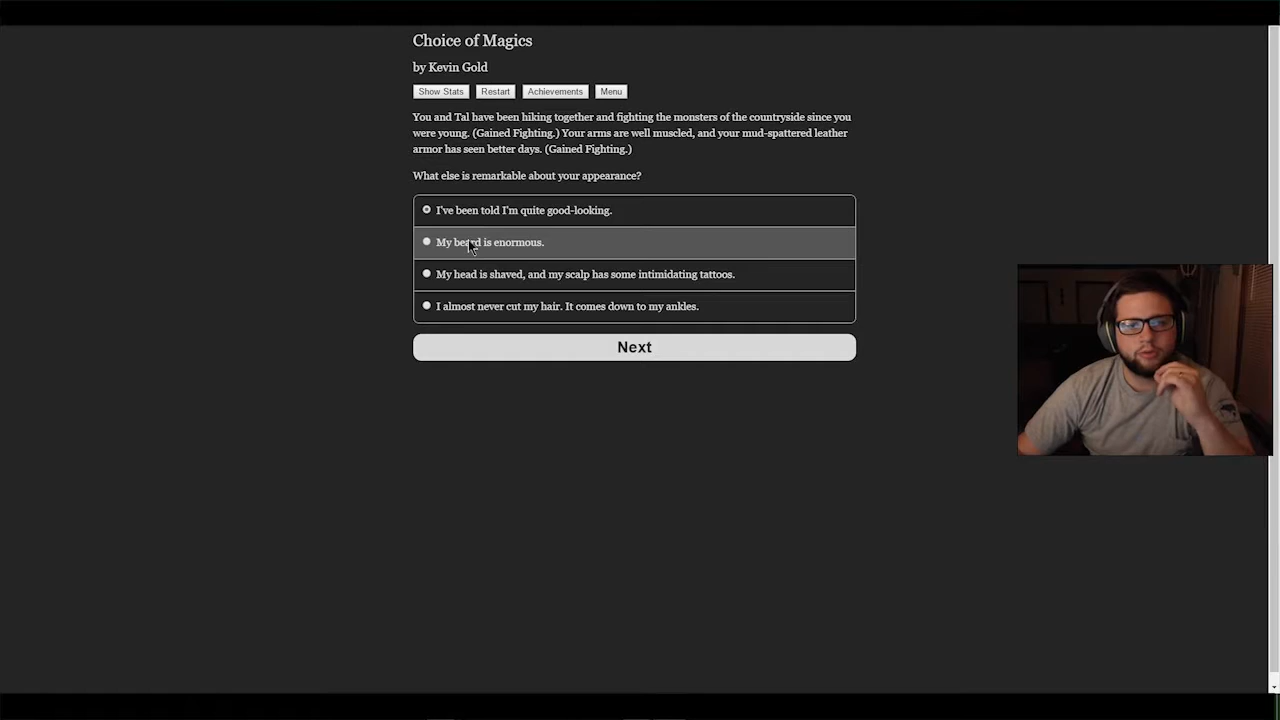 Choice of Magics
by Kevin Gold
Show Stats Restart Achievements Menu
You and Tal have been hiking together and fighting the monsters of the countryside since you
were young. (Gained Fighting.) Your arms are well muscled, and your mud-spattered leather
armor has seen better days. (Gained Fighting.)
What else is remarkable about your appearance?
I've been told I'm quite good-looking.
My beard is enormous.
My head is shaved, and my scalp has some intimidating tattoos.
I almost never cut my hair. It comes down to my ankles.
Next